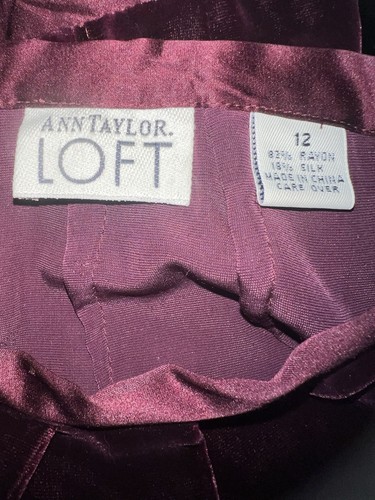 ANN TAYLOR.
LOFT
12
82% RAYON
18% SILK
MADE IN CHINA
CARE OVER